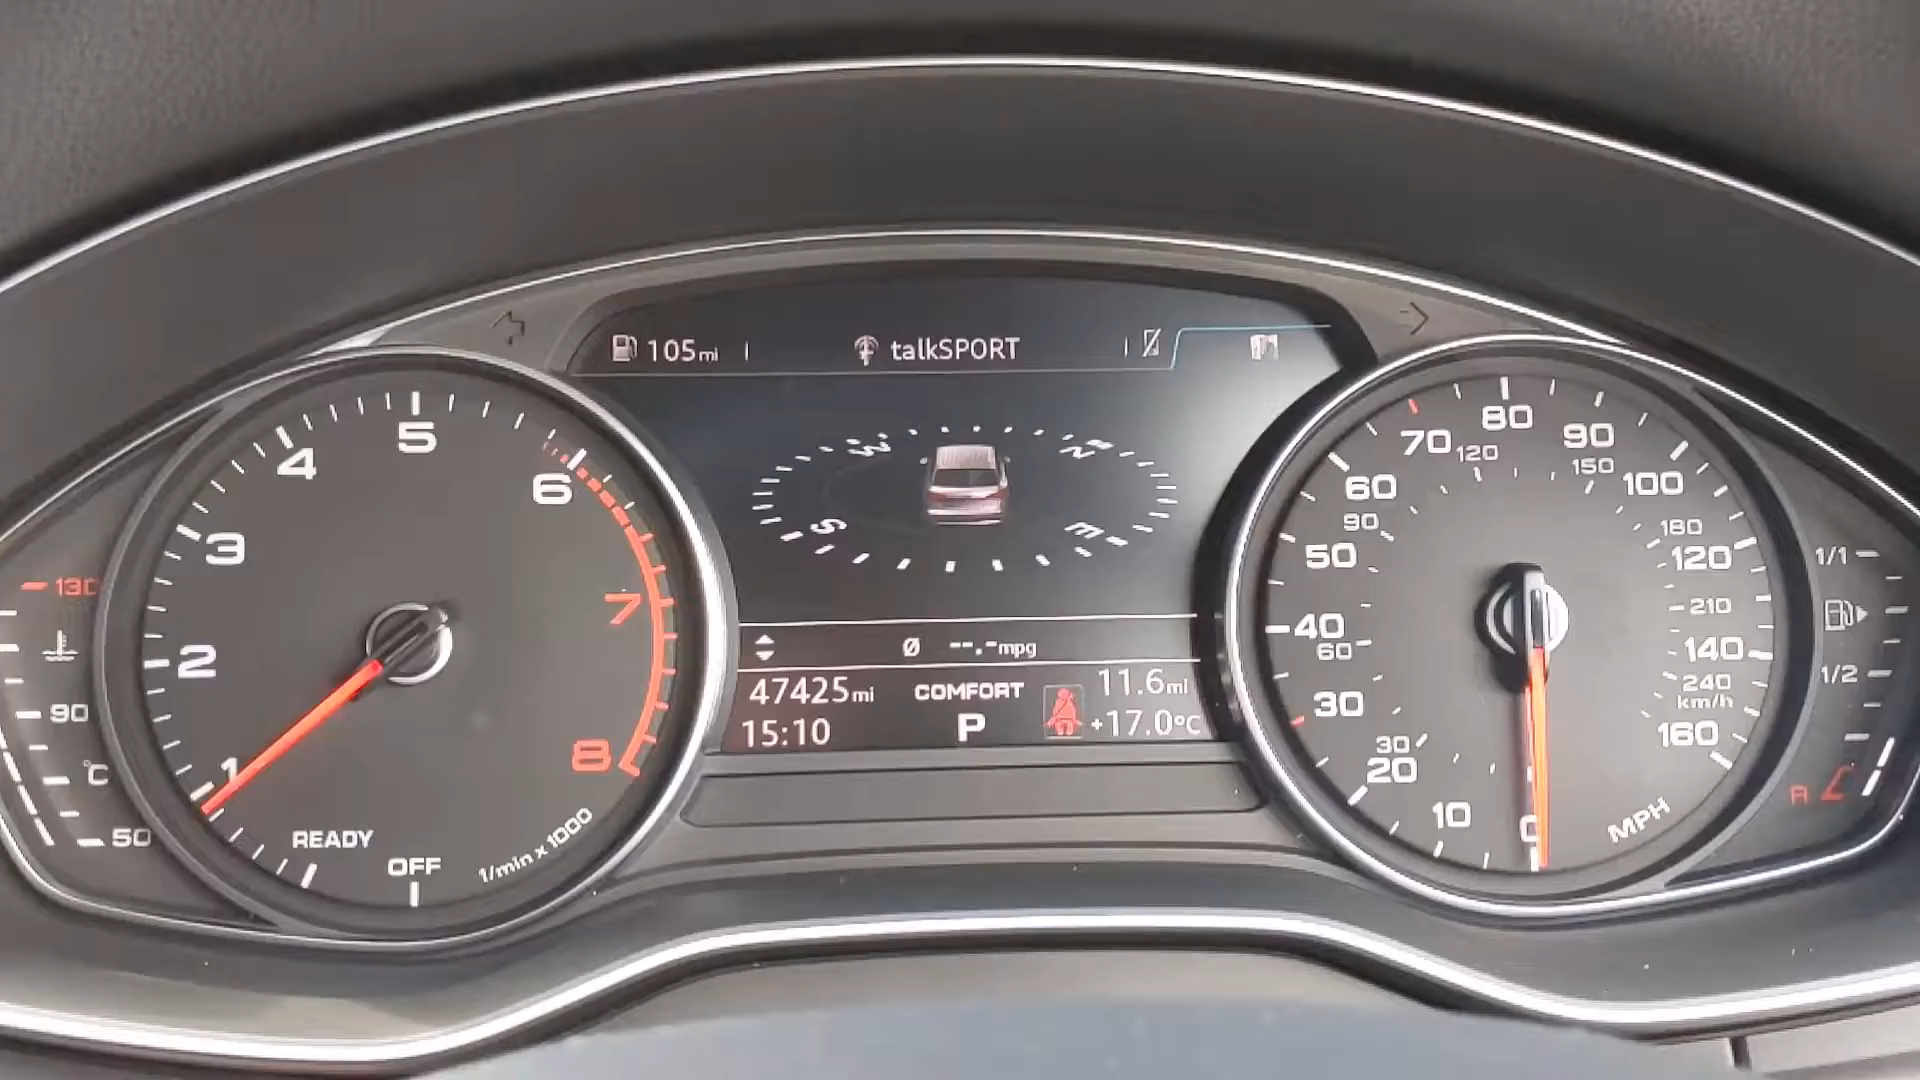 105mi talkSPORT
W N
S E
Ø --.-mpg
47425mi COMFORT 11.6mi
15:10 P +17.0°C
1 2 3 4 5 6 7 8
READY
OFF
1/min x 1000
130
90
°C
50
0 10 20 30 40 50 60 70 80 90 100 120 140 160
MPH
30 60 90 120 150 180 210 240
km/h
1/1
1/2
R